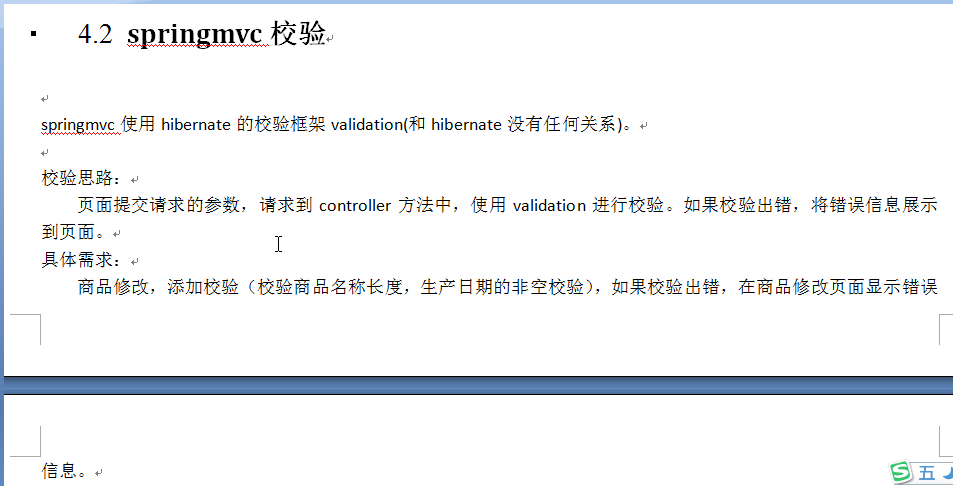 4.2 springmvc 校验
springmvc 使用 hibernate 的校验框架 validation(和 hibernate 没有任何关系)。
校验思路：
页面提交请求的参数，请求到 controller 方法中，使用 validation 进行校验。如果校验出错，将错误信息展示
到页面。
具体需求：
商品修改，添加校验（校验商品名称长度，生产日期的非空校验），如果校验出错，在商品修改页面显示错误
信息。
五